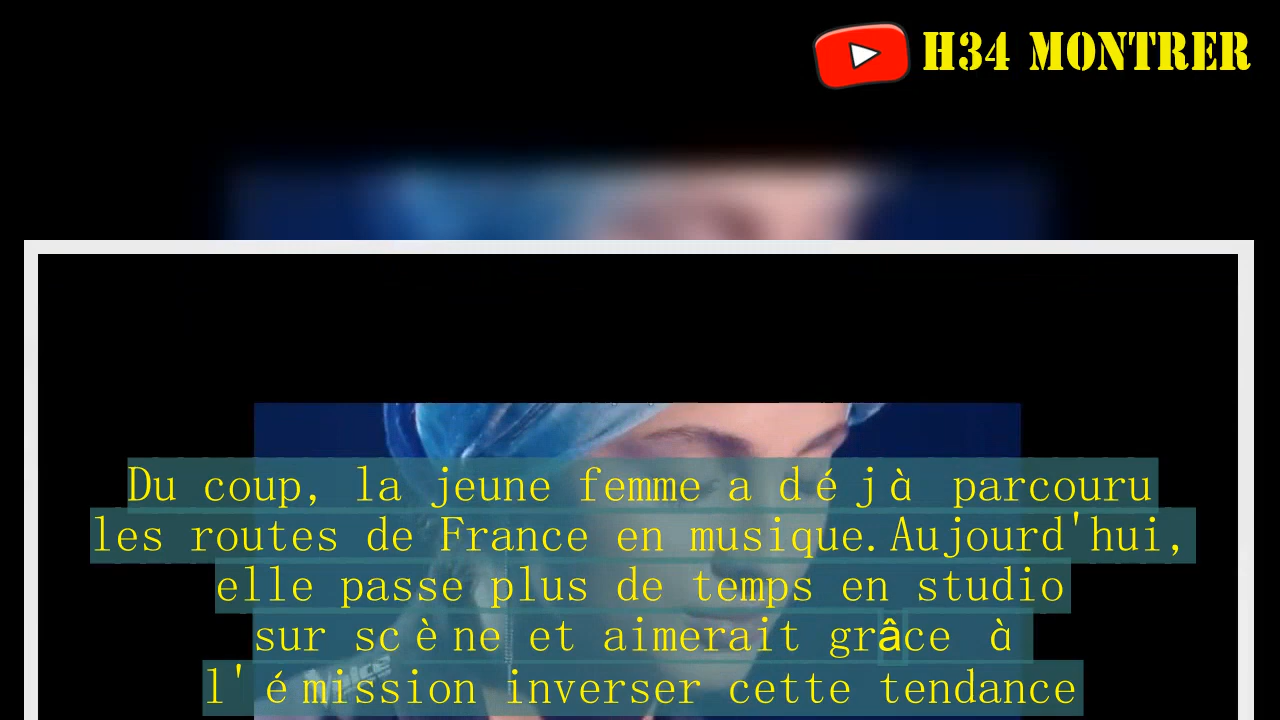 H34 MONTRER
Du coup, la jeune femme a déjà parcouru
les routes de France en musique.Aujourd'hui,
elle passe plus de temps en studio
sur scène et aimerait grâce à
l'émission inverser cette tendance